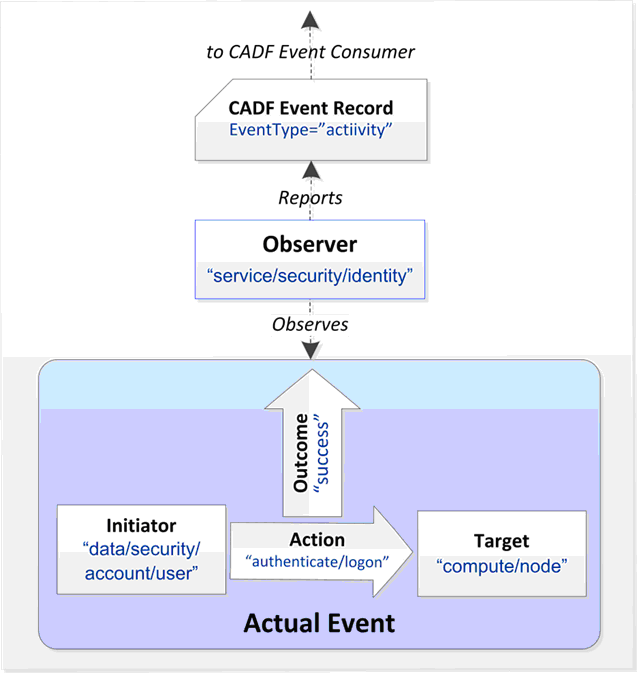 to CADF Event Consumer
CADF Event Record
EventType=”actiivity”
Reports
Observer
“service/security/identity”
Observes
Outcome
“success”
Initiator
“data/security/
account/user”
Action
“authenticate/logon”
Target
“compute/node”
Actual Event